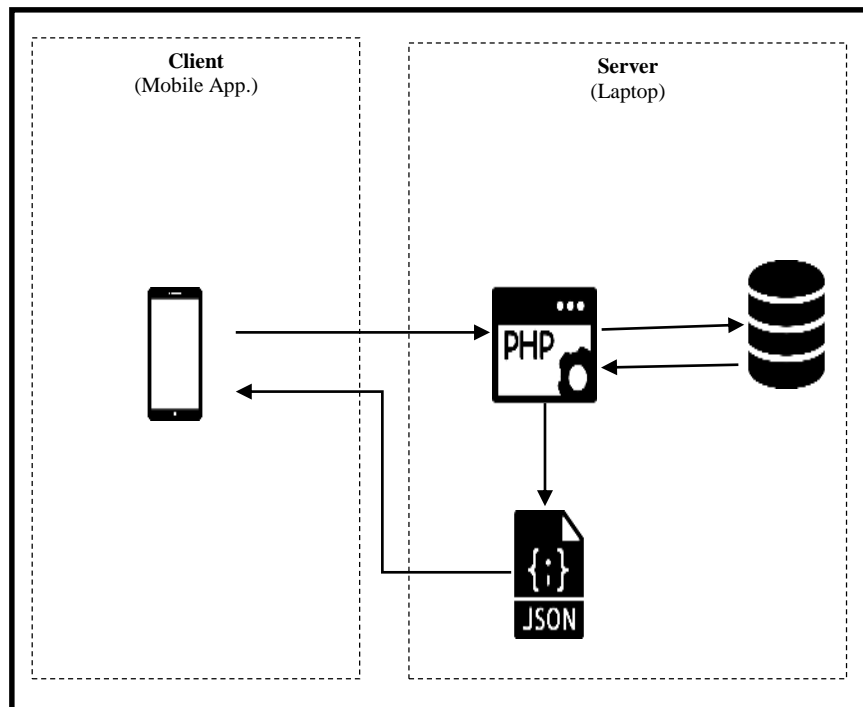 Client
(Mobile App.)
Server
(Laptop)
PHP
{;}
JSON